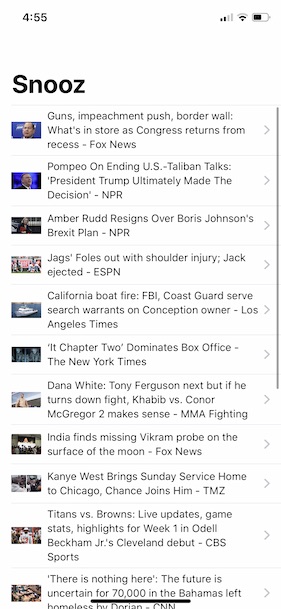 4:55
Snooz
Guns, impeachment push, border wall:
What's in store as Congress returns from
recess - Fox News
Pompeo On Ending U.S.-Taliban Talks:
'President Trump Ultimately Made The
Decision' - NPR
Amber Rudd Resigns Over Boris Johnson's
Brexit Plan - NPR
Jags' Foles out with shoulder injury; Jack
ejected - ESPN
California boat fire: FBI, Coast Guard serve
search warrants on Conception owner - Los
Angeles Times
‘It Chapter Two’ Dominates Box Office -
The New York Times
Dana White: Tony Ferguson next but if he
turns down fight, Khabib vs. Conor
McGregor 2 makes sense - MMA Fighting
India finds missing Vikram probe on the
surface of the moon - Fox News
Kanye West Brings Sunday Service Home
to Chicago, Chance Joins Him - TMZ
Titans vs. Browns: Live updates, game
stats, highlights for Week 1 in Odell
Beckham Jr.'s Cleveland debut - CBS
Sports
'There is nothing here': The future is
uncertain for 70,000 in the Bahamas left
homeless by Dorian - CNN